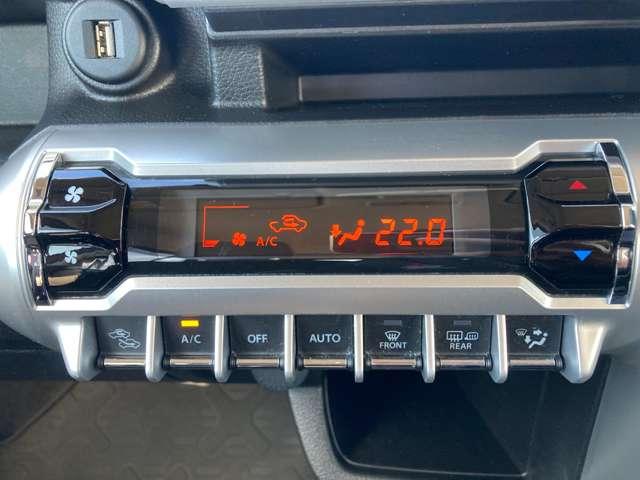 A/C 22.0
A/C OFF AUTO FRONT REAR